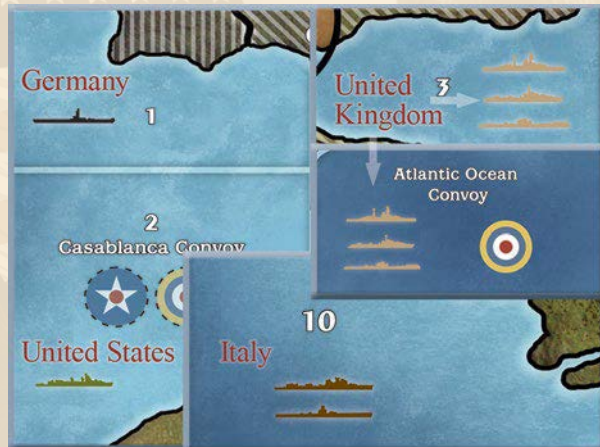 Germany
1
United
Kingdom
3
Atlantic Ocean
Convoy
2
Casablanca Convoy
United States
10
Italy